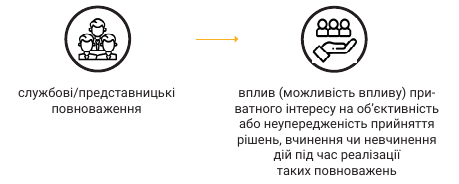 службові/представницькі
повноваження
вплив (можливість впливу) при-
ватного інтересу на об’єктивність
або неупередженість прийняття
рішень, вчинення чи невчинення
дій під час реалізації
таких повноважень